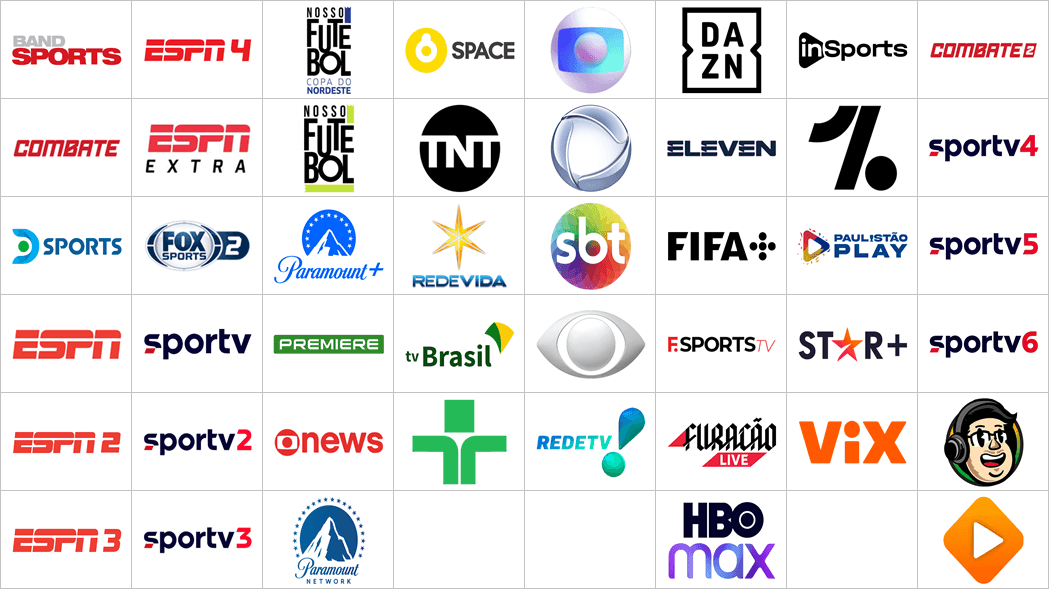 BAND
SPORTS
ESPN 4
NOSSO
FUTE
BOL
COPA DO
NORDESTE
SPACE
DA
ZN
inSports
COMBATE 2
COMBATE
ESPN
EXTRA
NOSSO
FUTE
BOL
TNT
ELEVEN
1.
sportv4
D SPORTS
FOX
SPORTS 2
Paramount+
REDEVIDA
sbt
FIFA+
PAULISTÃO
PLAY
sportv5
ESPN
sportv
PREMIERE
tv Brasil
F.SPORTSTV
STAR+
sportv6
ESPN 2
sportv2
news
REDETV!
FURACÃO
LIVE
ViX
ESPN 3
sportv3
Paramount
NETWORK
HBO
max